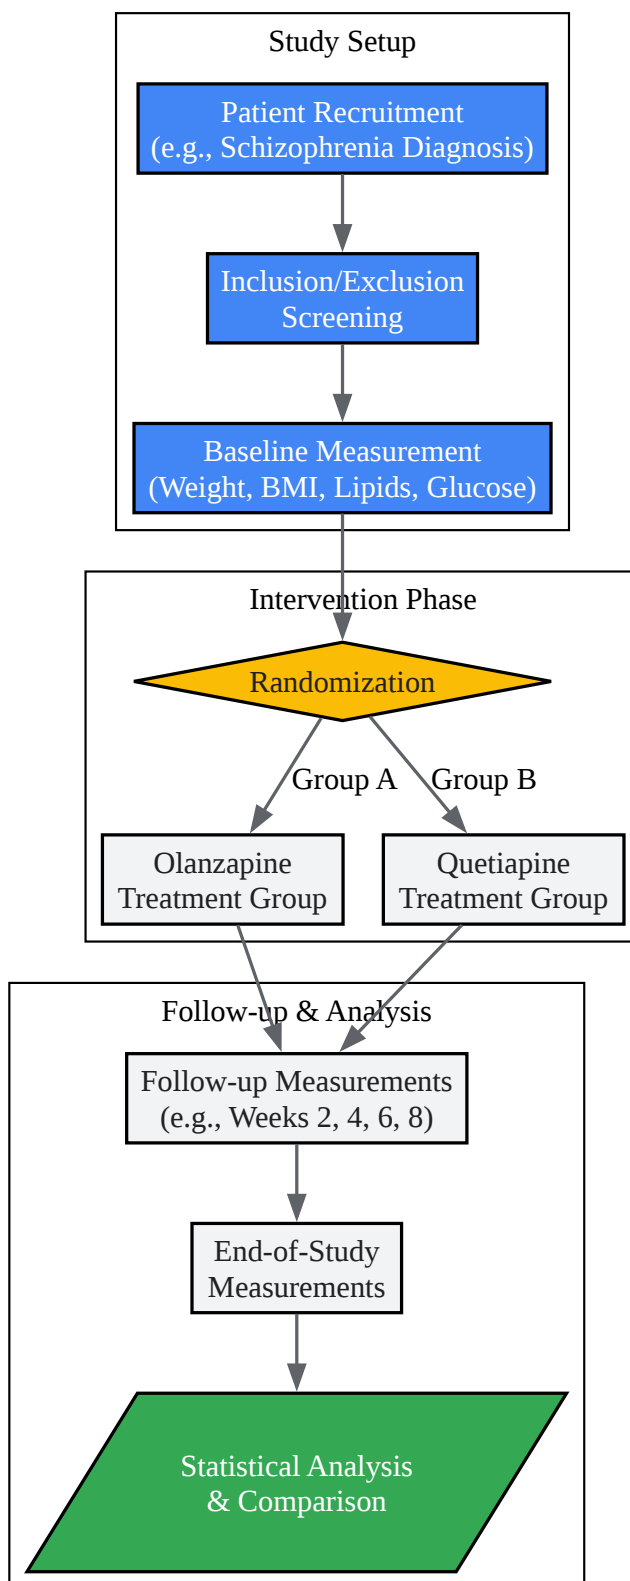 Study Setup
Patient Recruitment
(e.g., Schizophrenia Diagnosis)
Inclusion/Exclusion
Screening
Baseline Measurement
(Weight, BMI, Lipids, Glucose)
Intervention Phase
Randomization
Group A
Group B
Olanzapine
Treatment Group
Quetiapine
Treatment Group
Follow-up & Analysis
Follow-up Measurements
(e.g., Weeks 2, 4, 6, 8)
End-of-Study
Measurements
Statistical Analysis
& Comparison